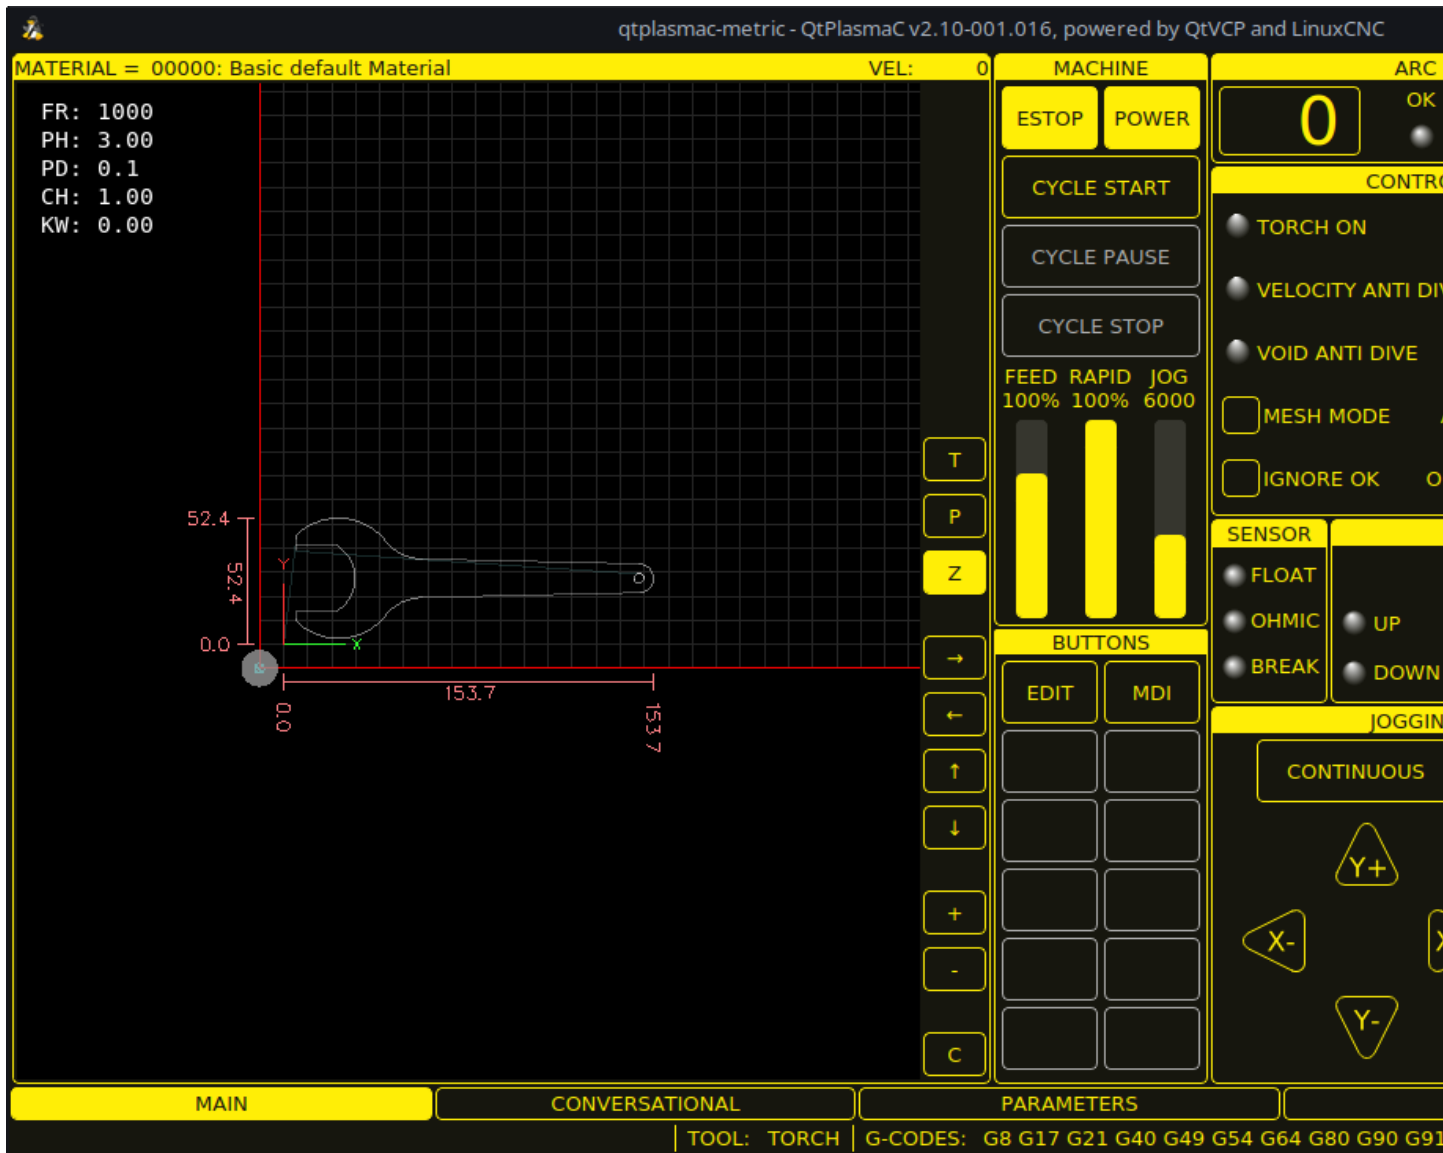 qtplasmac-metric - QtPlasmaC v2.10-001.016, powered by QtVCP and LinuxCNC
MATERIAL = 00000: Basic default Material VEL: 0
FR: 1000
PH: 3.00
PD: 0.1
CH: 1.00
KW: 0.00
52.4
52.4
0.0
Y
X
153.7
0.0
153.7
T
P
Z
→
←
↑
↓
+
-
C
MACHINE
ESTOP POWER
CYCLE START
CYCLE PAUSE
CYCLE STOP
FEED RAPID JOG
100% 100% 6000
BUTTONS
EDIT MDI
ARC
0 OK
CONTRO
TORCH ON
VELOCITY ANTI DIV
VOID ANTI DIVE
MESH MODE
IGNORE OK O
SENSOR
FLOAT
OHMIC
BREAK
UP
DOWN
JOGGIN
CONTINUOUS
Y+
X- X
Y-
MAIN CONVERSATIONAL PARAMETERS
TOOL: TORCH G-CODES: G8 G17 G21 G40 G49 G54 G64 G80 G90 G91